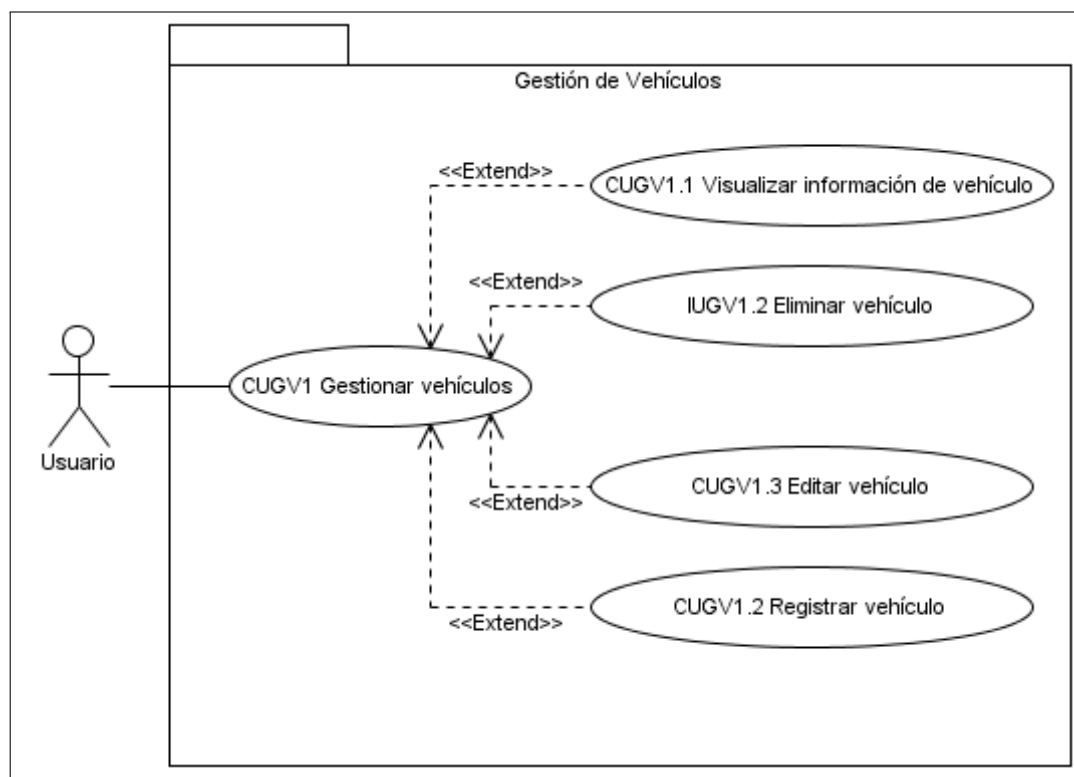 Gestión de Vehículos
<<Extend>>
CUGV1.1 Visualizar información de vehículo
<<Extend>>
IUGV1.2 Eliminar vehículo
CUGV1 Gestionar vehículos
Usuario
CUGV1.3 Editar vehículo
<<Extend>>
CUGV1.2 Registrar vehículo
<<Extend>>